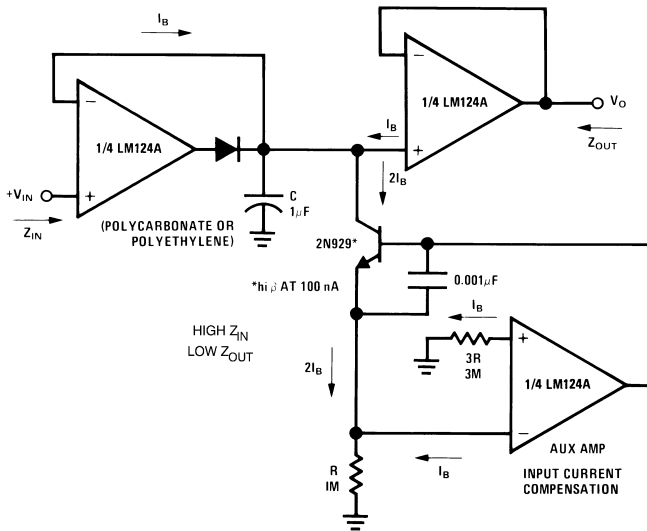 I_B
−
1/4 LM124A
+
+V_IN
Z_IN
C
1μF
(POLYCARBONATE OR
POLYETHYLENE)
−
1/4 LM124A
+
I_B
V_O
Z_OUT
2I_B
2N929*
*hi β AT 100 nA
0.001μF
HIGH Z_IN
LOW Z_OUT
I_B
3R
3M
+
1/4 LM124A
−
2I_B
AUX AMP
INPUT CURRENT
COMPENSATION
R
1M
I_B